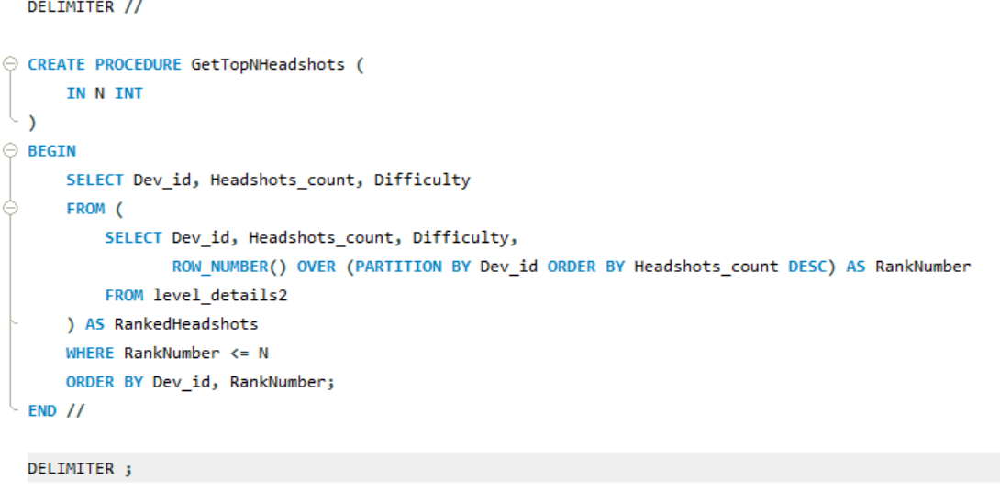 DELIMITER //
CREATE PROCEDURE GetTopNHeadshots (
    IN N INT
)
BEGIN
    SELECT Dev_id, Headshots_count, Difficulty
    FROM (
        SELECT Dev_id, Headshots_count, Difficulty,
               ROW_NUMBER() OVER (PARTITION BY Dev_id ORDER BY Headshots_count DESC) AS RankNumber
        FROM level_details2
    ) AS RankedHeadshots
    WHERE RankNumber <= N
    ORDER BY Dev_id, RankNumber;
END //
DELIMITER ;